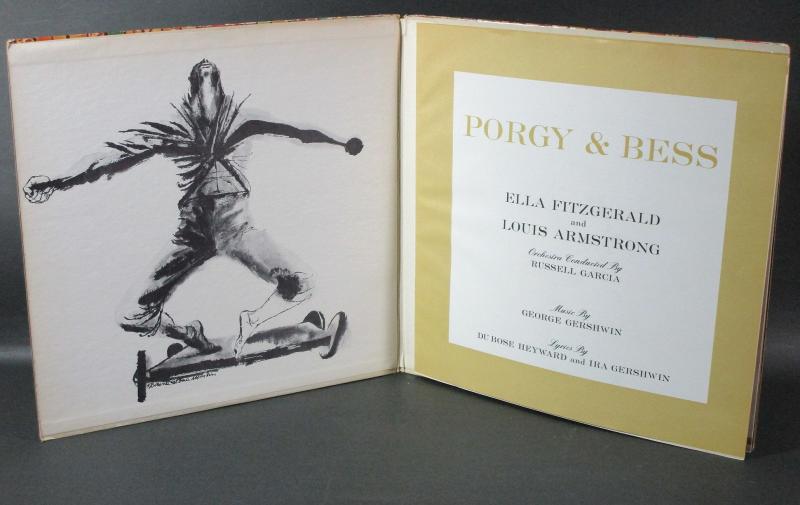 PORGY & BESS
ELLA FITZGERALD
and
LOUIS ARMSTRONG
Orchestra Conducted By
RUSSELL GARCIA
Music By
GEORGE GERSHWIN
Lyrics By
DU BOSE HEYWARD and IRA GERSHWIN